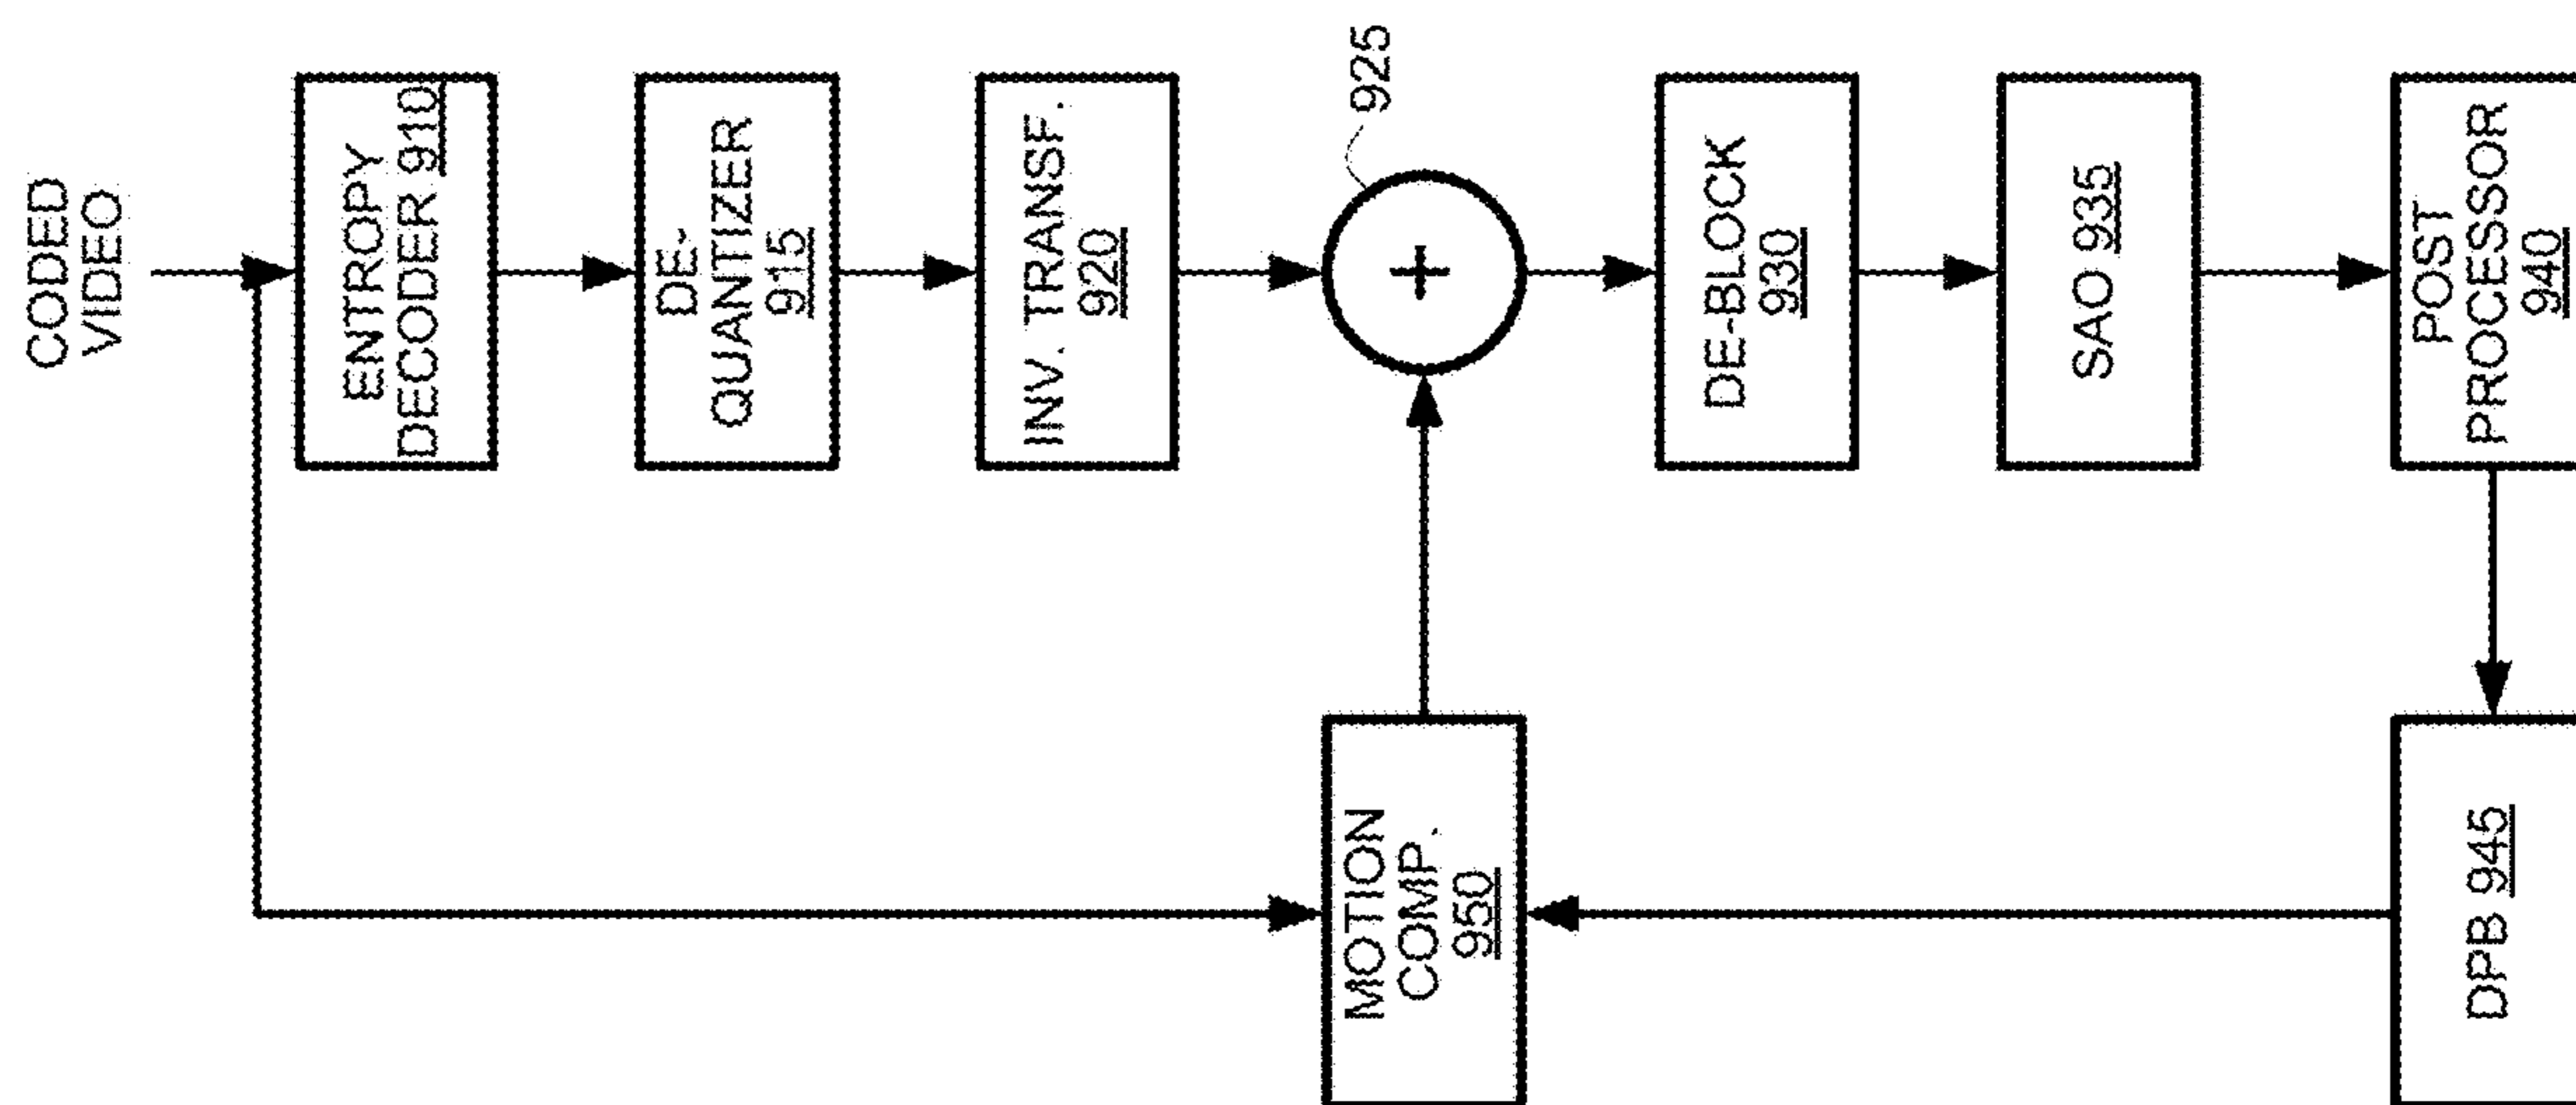 CODED
VIDEO
ENTROPY
DECODER 910
DE-
QUANTIZER
915
INV. TRANSF.
920
925
+
DE-BLOCK
930
SAO 935
POST
PROCESSOR
940
MOTION
COMP.
950
DPB 945